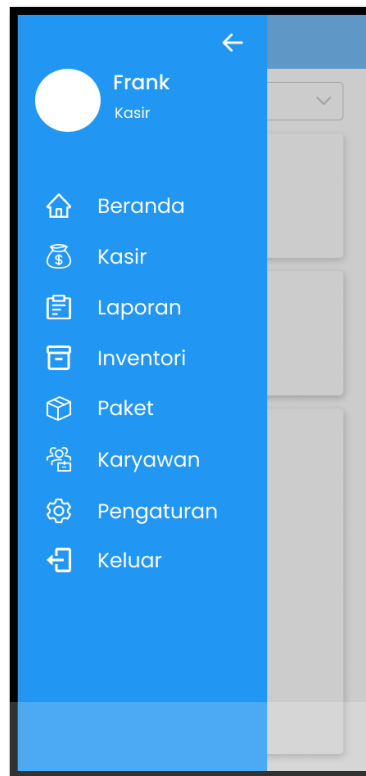 Frank
Kasir
Beranda
Kasir
Laporan
Inventori
Paket
Karyawan
Pengaturan
Keluar